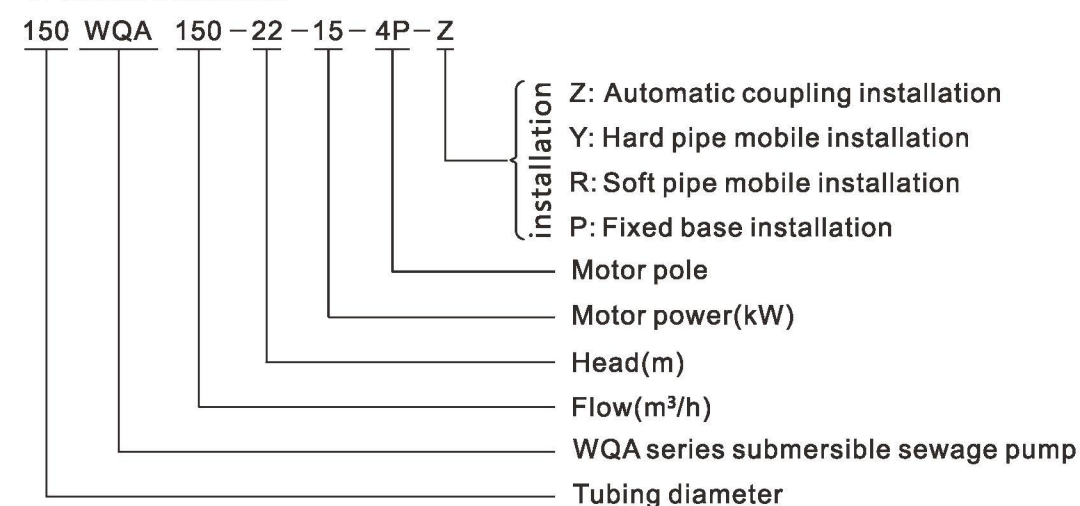 150 WQA 150-22-15-4P-Z
installation
Z: Automatic coupling installation
Y: Hard pipe mobile installation
R: Soft pipe mobile installation
P: Fixed base installation
Motor pole
Motor power(kW)
Head(m)
Flow(m³/h)
WQA series submersible sewage pump
Tubing diameter